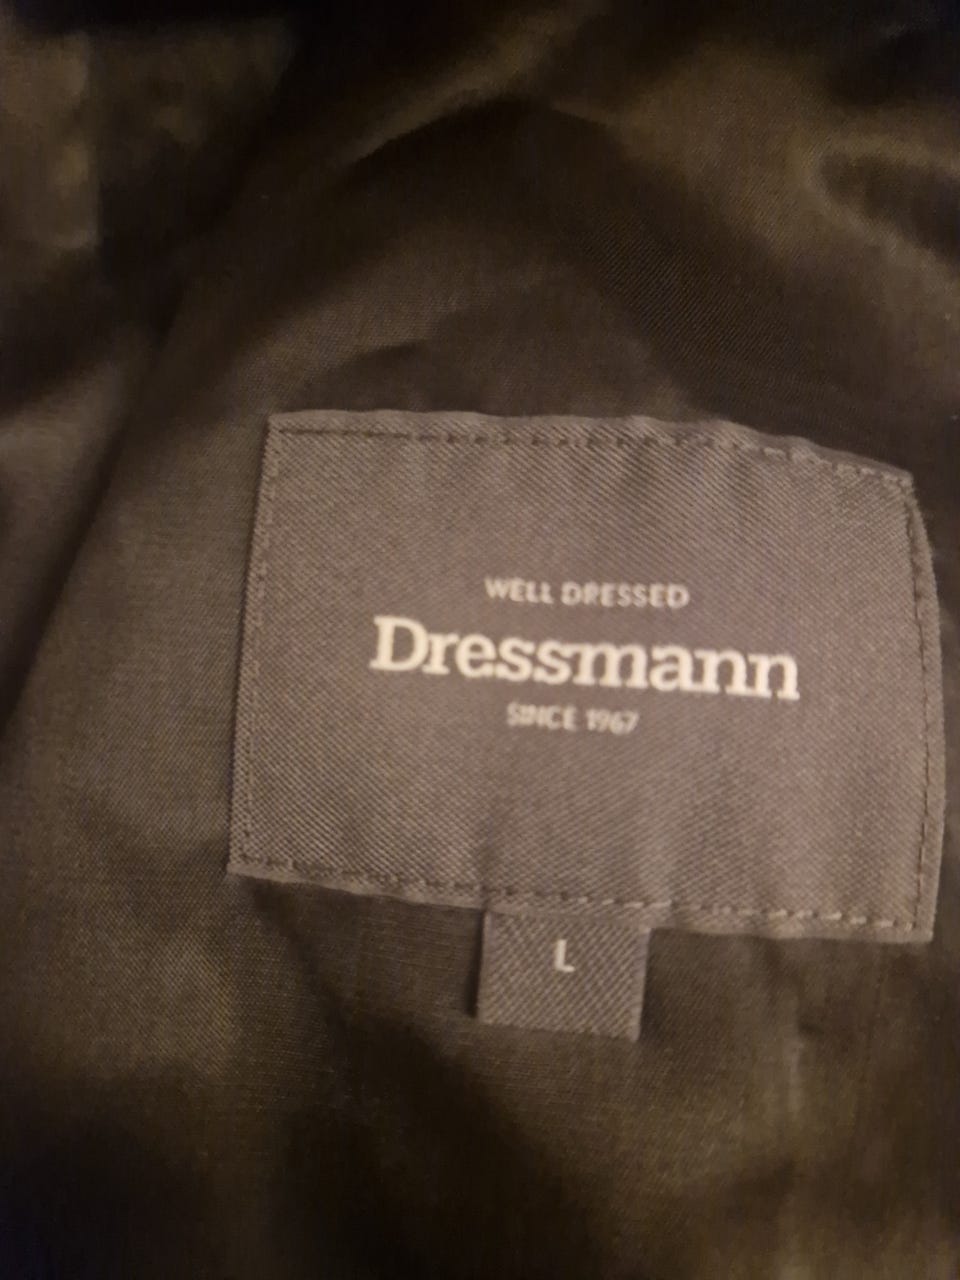 WELL DRESSED
Dressmann
SINCE 1967
L